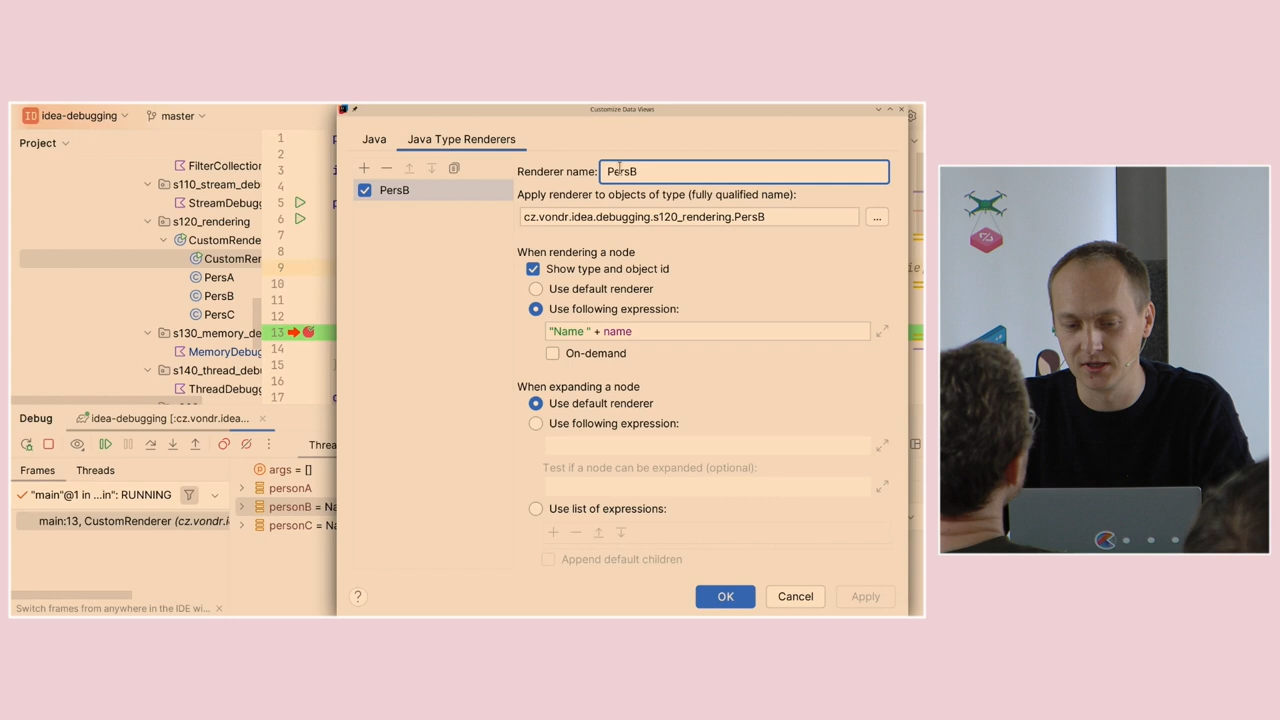 Customize Data Views
ID idea-debugging
master
Project
FilterCollection
s110_stream_deb
StreamDebugg
s120_rendering
CustomRende
CustomRer
PersA
PersB
PersC
s130_memory_de
MemoryDebug
s140_thread_deb
ThreadDebugg
1
2
3
4
5
6
7
8
9
10
11
12
13
14
15
16
17
Java
Java Type Renderers
PersB
Renderer name: PersB
Apply renderer to objects of type (fully qualified name):
cz.vondr.idea.debugging.s120_rendering.PersB
...
When rendering a node
Show type and object id
Use default renderer
Use following expression:
"Name " + name
On-demand
When expanding a node
Use default renderer
Use following expression:
Test if a node can be expanded (optional):
Use list of expressions:
Append default children
?
OK
Cancel
Apply
Debug
idea-debugging [:cz.vondr.idea...
Threa
Frames
Threads
"main"@1 in ...in": RUNNING
main:13, CustomRenderer (cz.vondr.i
args = []
personA
personB = Na
personC = Na
Switch frames from anywhere in the IDE wi...